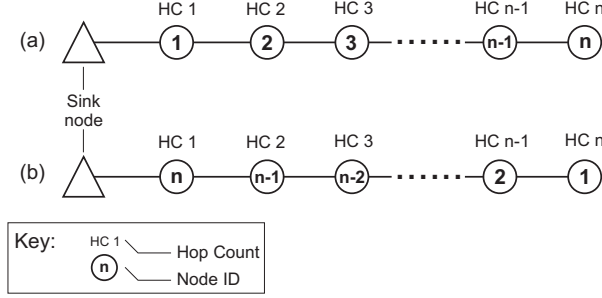 HC 1 HC 2 HC 3 HC n-1 HC n
(a) 1 2 3 n-1 n
Sink
node
HC 1 HC 2 HC 3 HC n-1 HC n
(b) n n-1 n-2 2 1
Key: HC 1 Hop Count
n Node ID